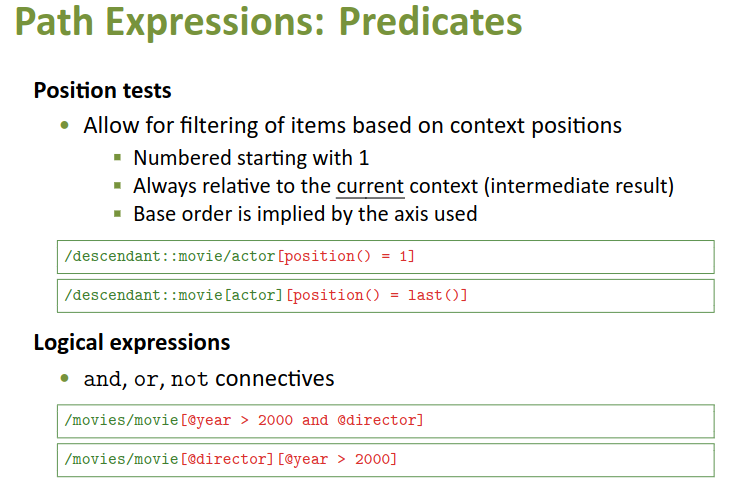 Path Expressions: Predicates
Position tests
• Allow for filtering of items based on context positions
▪ Numbered starting with 1
▪ Always relative to the current context (intermediate result)
▪ Base order is implied by the axis used
/descendant::movie/actor[position() = 1]
/descendant::movie[actor][position() = last()]
Logical expressions
• and, or, not connectives
/movies/movie[@year > 2000 and @director]
/movies/movie[@director][@year > 2000]